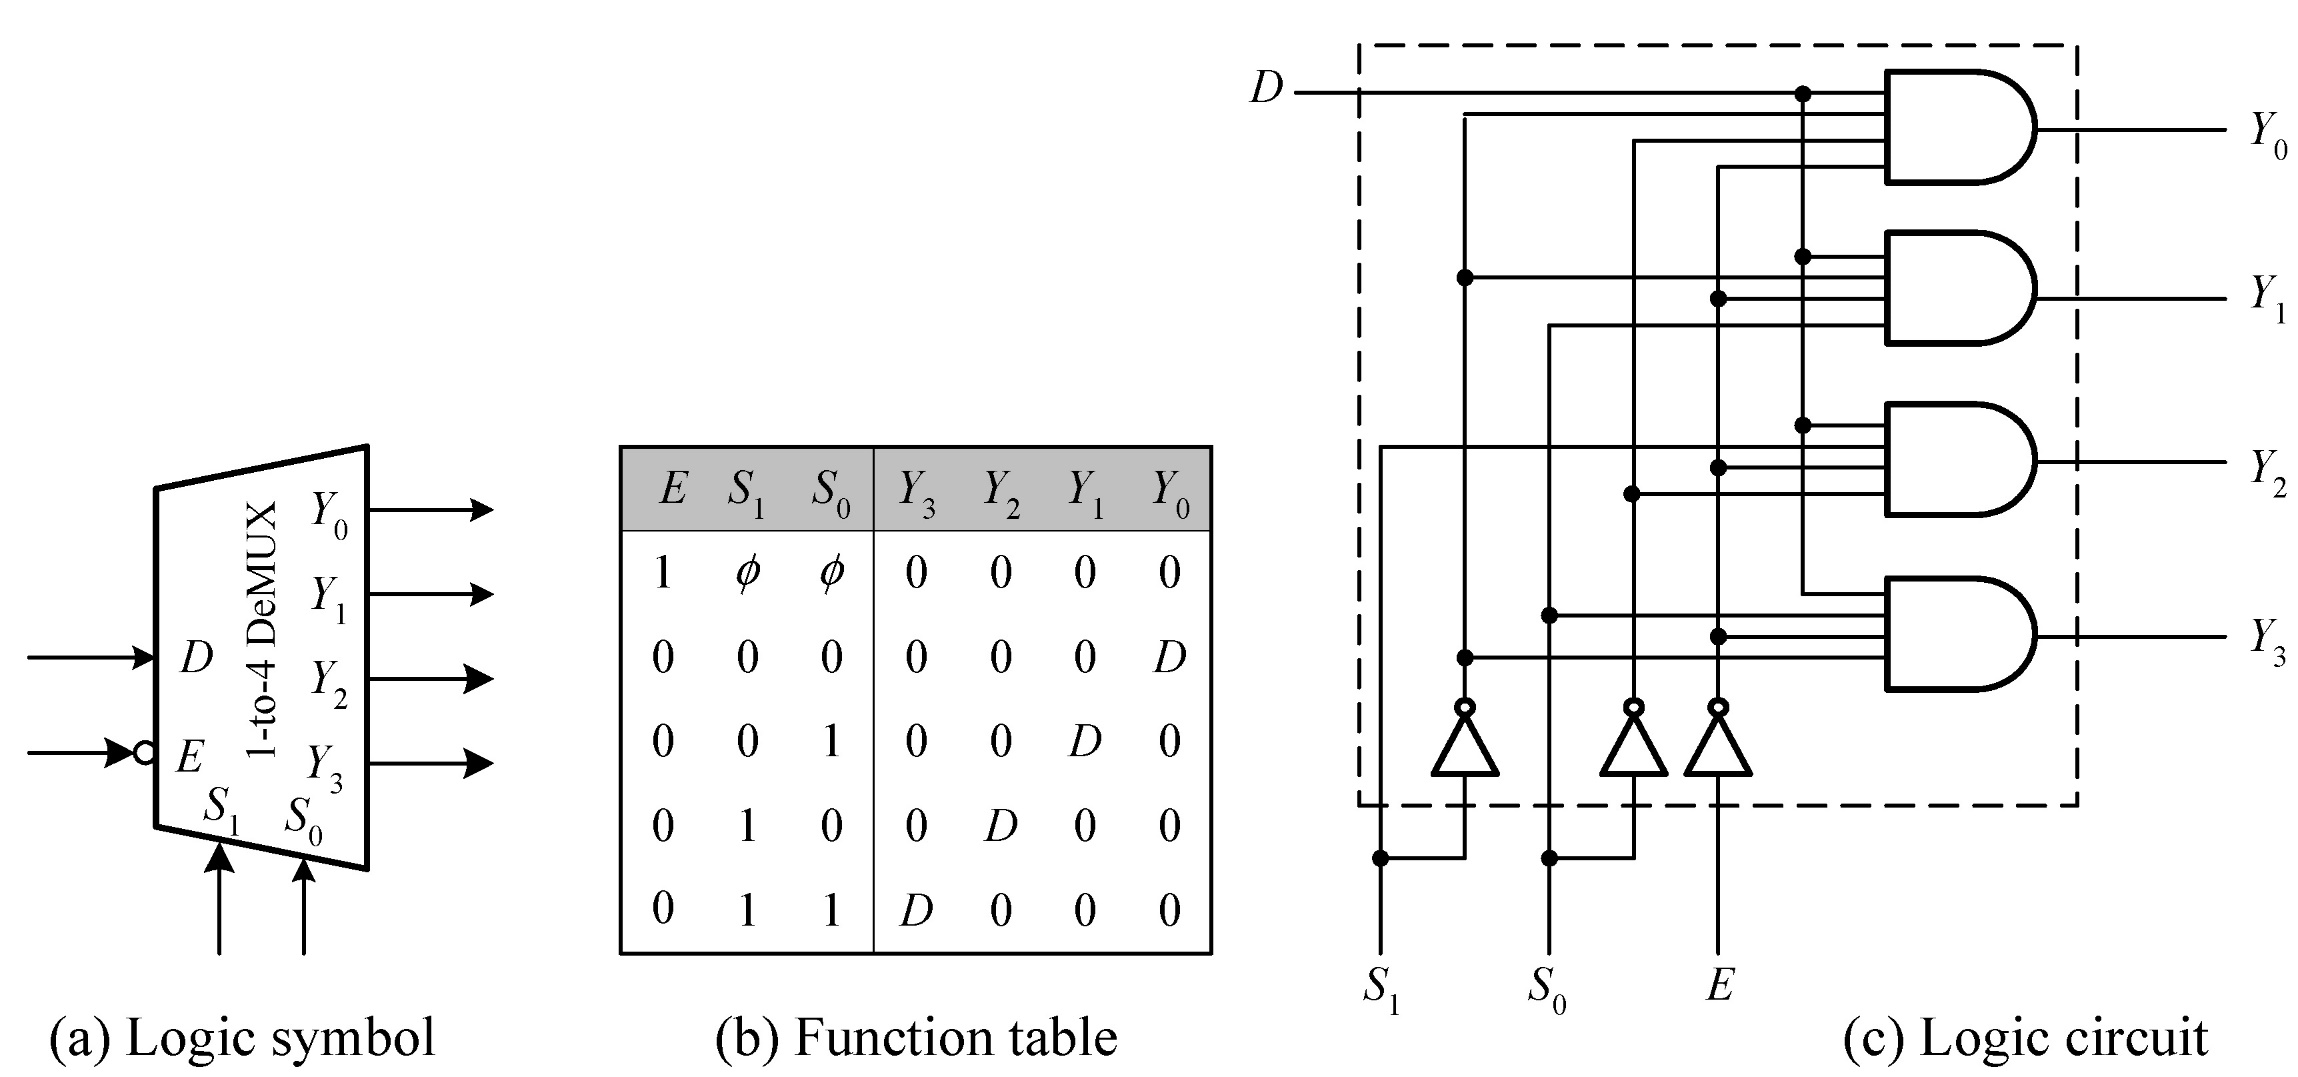 Y0
Y1
Y2
Y3
1-to-4 DeMUX
D
E
S1
S0
(a) Logic symbol
E S1 S0 Y3 Y2 Y1 Y0
1 ϕ ϕ 0 0 0 0
0 0 0 0 0 0 D
0 0 1 0 0 D 0
0 1 0 0 D 0 0
0 1 1 D 0 0 0
(b) Function table
D
Y0
Y1
Y2
Y3
S1 S0 E
(c) Logic circuit